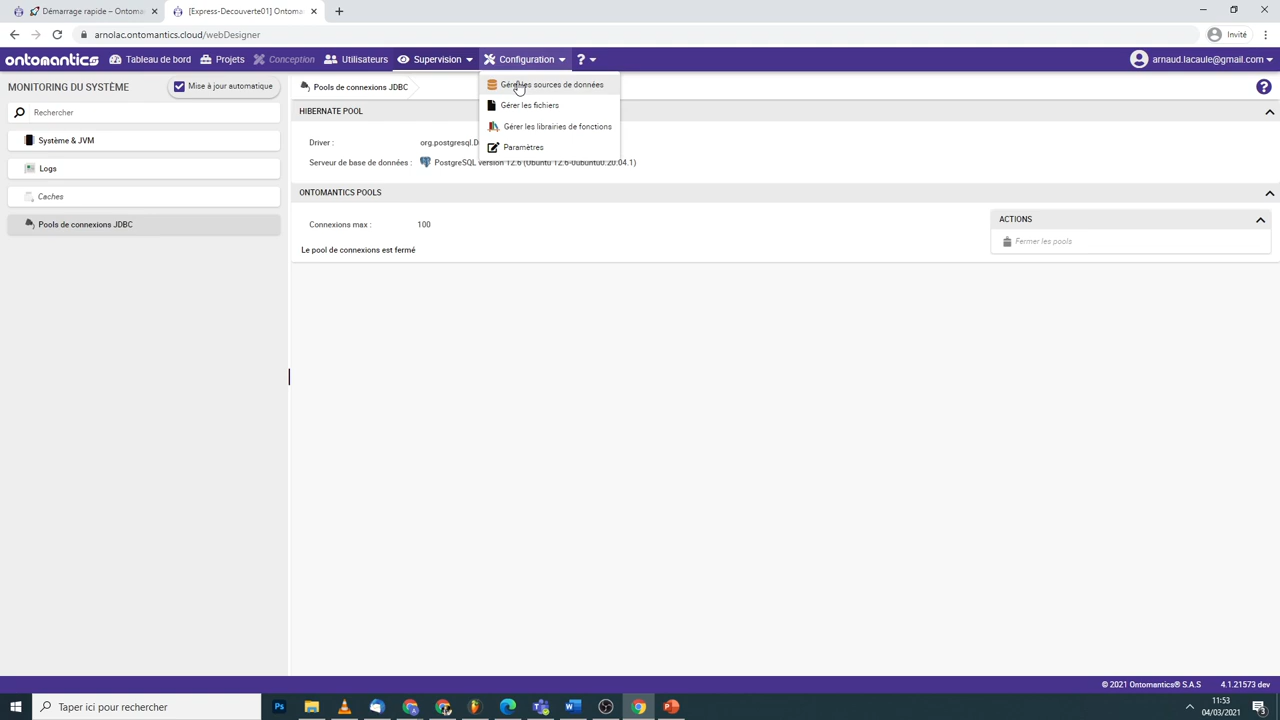 Démarrage rapide – Ontoma
[Express-Decouverte01] Ontoma
arnolac.ontomantics.cloud/webDesigner
Invité
ontomantics
Tableau de bord
Projets
Conception
Utilisateurs
Supervision
Configuration
?
arnaud.lacaule@gmail.com
MONITORING DU SYSTÈME
Mise à jour automatique
Rechercher
Système & JVM
Logs
Caches
Pools de connexions JDBC
Pools de connexions JDBC
Gérer les sources de données
Gérer les fichiers
Gérer les librairies de fonctions
Paramètres
HIBERNATE POOL
Driver :
org.postgresql.D
Serveur de base de données :
PostgreSQL version 12.6 (Ubuntu 12.6-0ubuntu0.20.04.1)
ONTOMANTICS POOLS
Connexions max :
100
Le pool de connexions est fermé
ACTIONS
Fermer les pools
© 2021 Ontomantics® S.A.S
4.1.21573 dev
Taper ici pour rechercher
11:53
04/03/2021